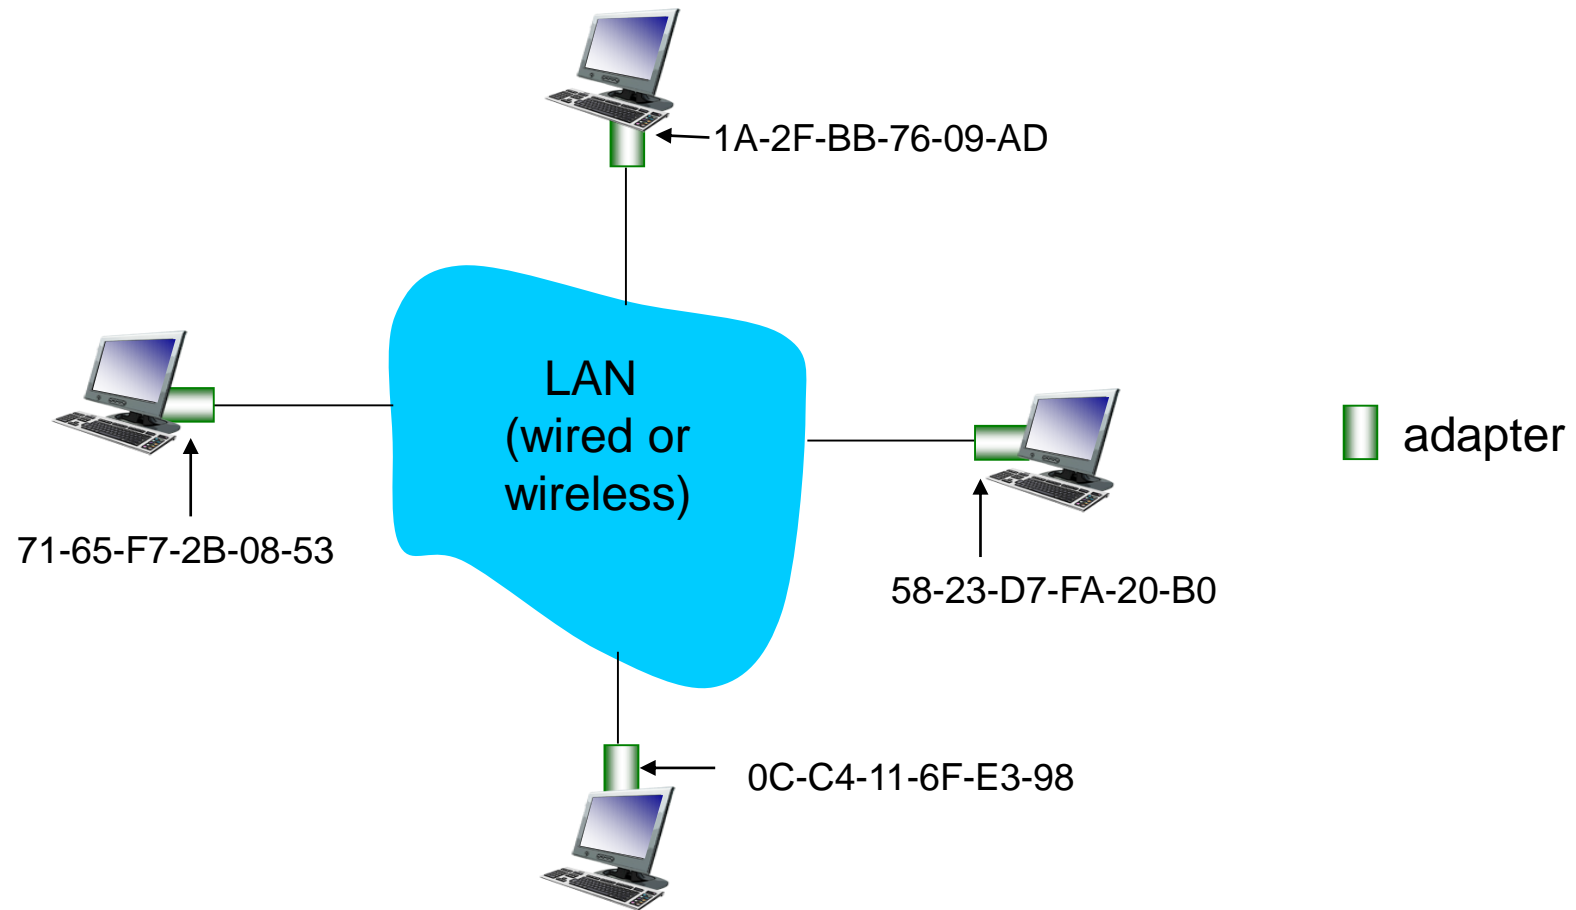 1A-2F-BB-76-09-AD
LAN
(wired or
wireless)
adapter
71-65-F7-2B-08-53
58-23-D7-FA-20-B0
0C-C4-11-6F-E3-98